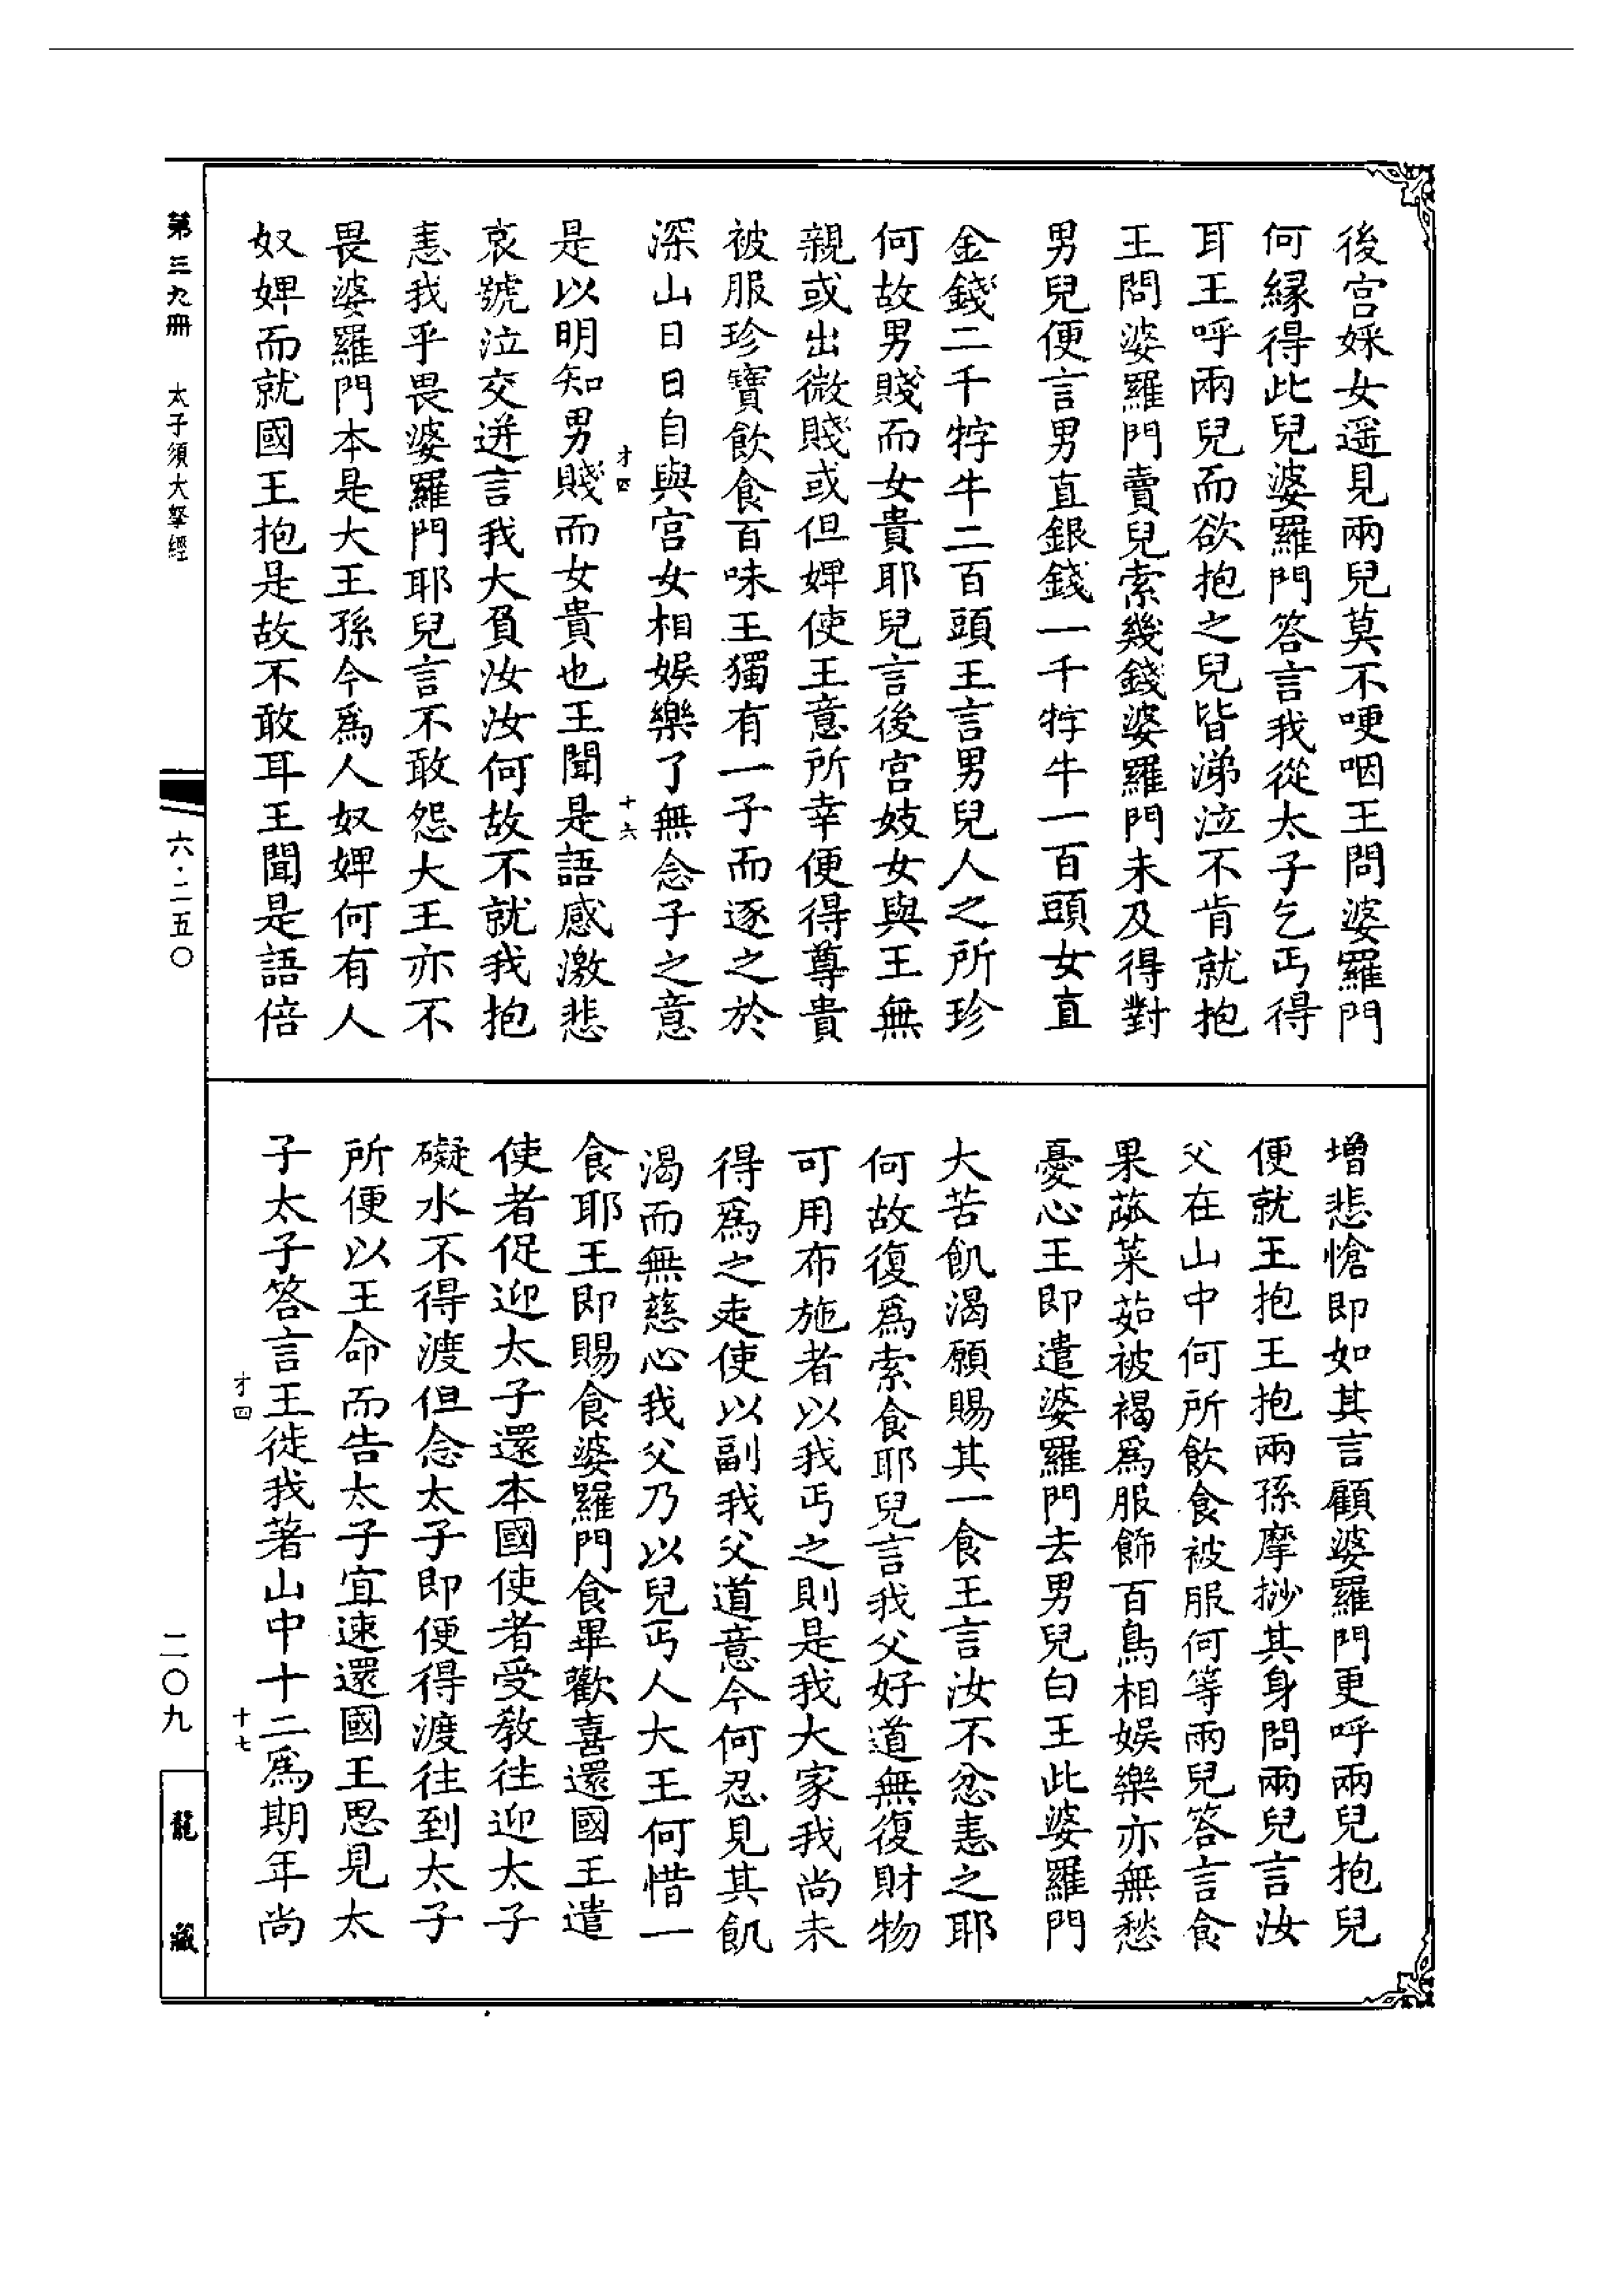 後宮婇女遥見兩兒莫不哽咽王問婆羅門
何縁得此兒婆羅門答言我從太子乞丐得
耳王呼兩兒而欲抱之兒皆涕泣不肯就抱
王問婆羅門賣兒索幾錢婆羅門未及得對
男兒便言男直銀錢一千牸牛一百頭女直
金錢二千牸牛二百頭王言男兒人之所珍
何故男賤而女貴耶兒言後宮妓女與王無
親或出微賤或但婢使王意所幸便得尊貴
被服珍寶飲食百味王獨有一子而逐之於
深山日日自與宮女相娛樂了無念子之意
才四 十六
是以明知男賤而女貴也王聞是語感激悲
哀號泣交迸言我大負汝汝何故不就我抱
恚我乎畏婆羅門耶兒言不敢怨大王亦不
畏婆羅門本是大王孫今爲人奴婢何有人
奴婢而就國王抱是故不敢耳王聞是語倍
增悲愴即如其言顧婆羅門更呼兩兒抱兒
便就王抱王抱兩孫摩抄其身問兩兒言汝
父在山中何所飲食被服何等兩兒答言食
果蓏菜茹被褐爲服飾百鳥相娛樂亦無愁
憂心王即遣婆羅門去男兒白王此婆羅門
大苦飢渴願賜其一食王言汝不忿恚之耶
何故復爲索食耶兒言我父好道無復財物
可用布施者以我丐之則是我大家我尚未
得爲之走使以副我父道意今何忍見其飢
渴而無慈心我父乃以兒丐人大王何惜一
食耶王即賜食婆羅門食畢歡喜還國王遣
使者促迎太子還本國使者受教往迎太子
礙水不得渡但念太子即便得渡往到太子
所便以王命而告太子宜速還國王思見太
子太子答言王徙我著山中十二爲期年尚
才四 十七
第三九冊 太子須大拏經
六·二五〇
二〇九
龍藏